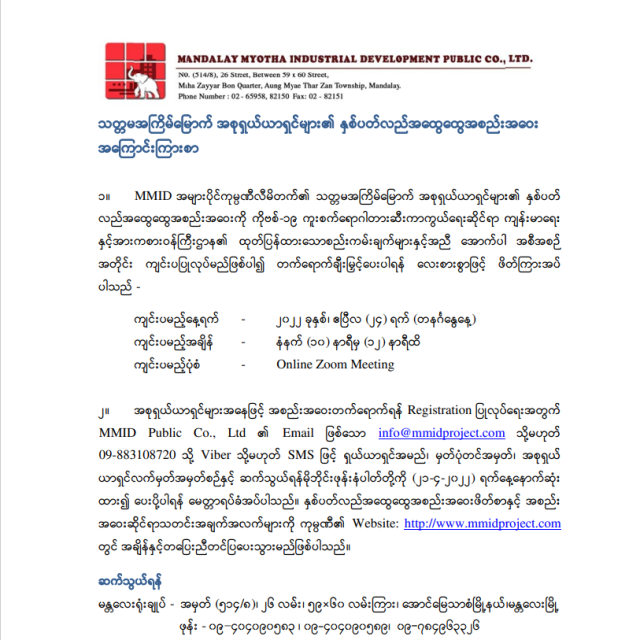 MANDALAY MYOTHA INDUSTRIAL DEVELOPMENT PUBLIC CO., LTD.
No. (514/8), 26 Street, Between 59 x 60 Street,
Maha Zayyar Bon Quarter, Aung Myae Thar Zan Township, Mandalay.
Phone Number : 02 - 65958, 82150 Fax: 02 - 82151
သတ္တမအကြိမ်မြောက် အစုရှယ်ယာရှင်များ၏ နှစ်ပတ်လည်အထွေထွေအစည်းအဝေး
အကြောင်းကြားစာ
၁။ MMID အများပိုင်ကုမ္ပဏီလီမိတက်၏ သတ္တမအကြိမ်မြောက် အစုရှယ်ယာရှင်များ၏ နှစ်ပတ်
လည်အထွေထွေအစည်းအဝေးကို ကိုဗစ်-၁၉ ကူးစက်ရောဂါတားဆီးကာကွယ်ရေးဆိုင်ရာ ကျန်းမာရေး
နှင့်အားကစားဝန်ကြီးဌာန၏ ထုတ်ပြန်ထားသောစည်းကမ်းချက်များနှင့်အညီ အောက်ပါ အစီအစဉ်
အတိုင်း ကျင်းပပြုလုပ်မည်ဖြစ်ပါ၍ တက်ရောက်ချီးမြှင့်ပေးပါရန် လေးစားစွာဖြင့် ဖိတ်ကြားအပ်
ပါသည် -
ကျင်းပမည့်နေ့ရက် - ၂၀၂၂ ခုနှစ်၊ ဧပြီလ (၂၄) ရက် (တနင်္ဂနွေနေ့)
ကျင်းပမည့်အချိန် - နံနက် (၁၀) နာရီမှ (၁၂) နာရီထိ
ကျင်းပမည့်ပုံစံ - Online Zoom Meeting
၂။ အစုရှယ်ယာရှင်များအနေဖြင့် အစည်းအဝေးတက်ရောက်ရန် Registration ပြုလုပ်ရေးအတွက်
MMID Public Co., Ltd ၏ Email ဖြစ်သော info@mmidproject.com သို့မဟုတ်
09-883108720 သို့ Viber သို့မဟုတ် SMS ဖြင့် ရှယ်ယာရှင်အမည်၊ မှတ်ပုံတင်အမှတ်၊ အစုရှယ်
ယာရှင်လက်မှတ်အမှတ်စဉ်နှင့် ဆက်သွယ်ရန်မိုဘိုင်းဖုန်းနံပါတ်တို့ကို (၂၁-၄-၂၀၂၂) ရက်နေ့နောက်ဆုံး
ထား၍ ပေးပို့ပါရန် မေတ္တာရပ်ခံအပ်ပါသည်။ နှစ်ပတ်လည်အထွေထွေအစည်းအဝေးဖိတ်စာနှင့် အစည်း
အဝေးဆိုင်ရာသတင်းအချက်အလက်များကို ကုမ္ပဏီ၏ Website: http://www.mmidproject.com
တွင် အချိန်နှင့်တပြေးညီတင်ပြပေးသွားမည်ဖြစ်ပါသည်။
ဆက်သွယ်ရန်
မန္တလေးရုံးချုပ် - အမှတ် (၅၁၄/၈)၊ ၂၆ လမ်း၊ ၅၉×၆၀ လမ်းကြား၊ အောင်မြေသာစံမြို့နယ်၊မန္တလေးမြို့
ဖုန်း - ၀၉-၄၀၄၀၉၀၅၈၃ ၊ ၀၉-၄၀၄၀၉၀၅၈၉၊ ၀၉-၇၈၄၉၆၃၃၂၆